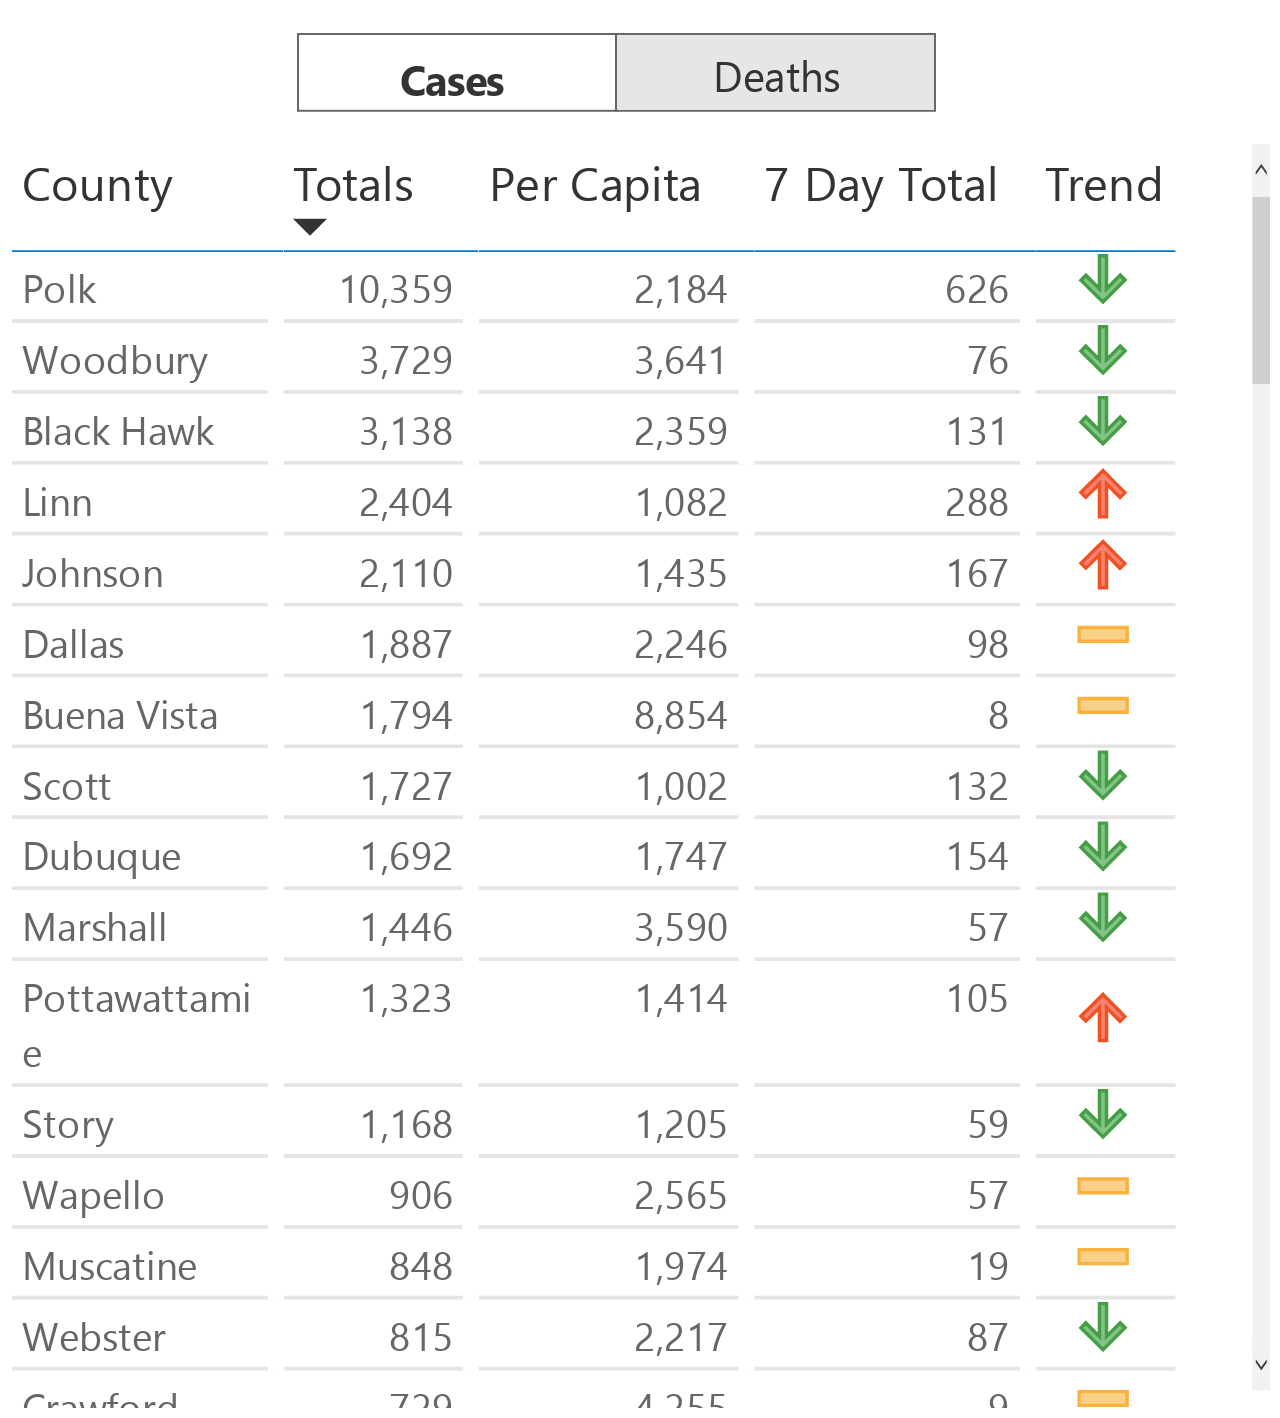 Cases Deaths
County Totals Per Capita 7 Day Total Trend
Polk 10,359 2,184 626
Woodbury 3,729 3,641 76
Black Hawk 3,138 2,359 131
Linn 2,404 1,082 288
Johnson 2,110 1,435 167
Dallas 1,887 2,246 98
Buena Vista 1,794 8,854 8
Scott 1,727 1,002 132
Dubuque 1,692 1,747 154
Marshall 1,446 3,590 57
Pottawattami 1,323 1,414 105
e
Story 1,168 1,205 59
Wapello 906 2,565 57
Muscatine 848 1,974 19
Webster 815 2,217 87
Crawford 729 4,255 9